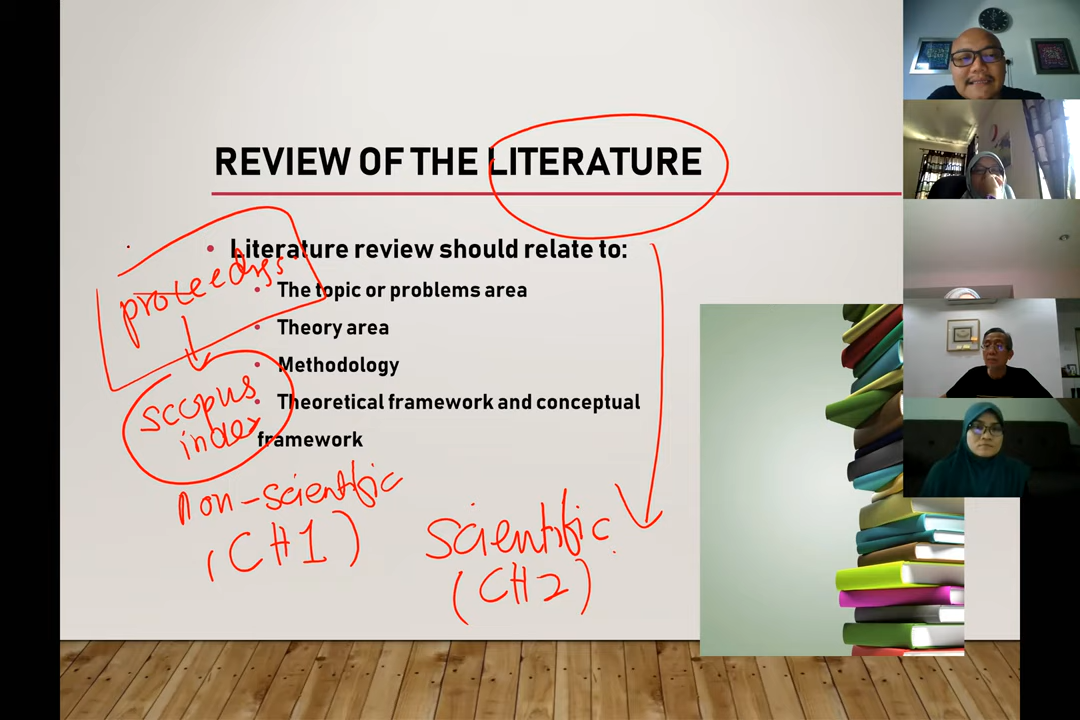 REVIEW OF THE LITERATURE
• Literature review should relate to:
• The topic or problems area
• Theory area
• Methodology
• Theoretical framework and conceptual
framework
proceedings
scopus
index
non-scientific
(CH1)
scientific
(CH2)